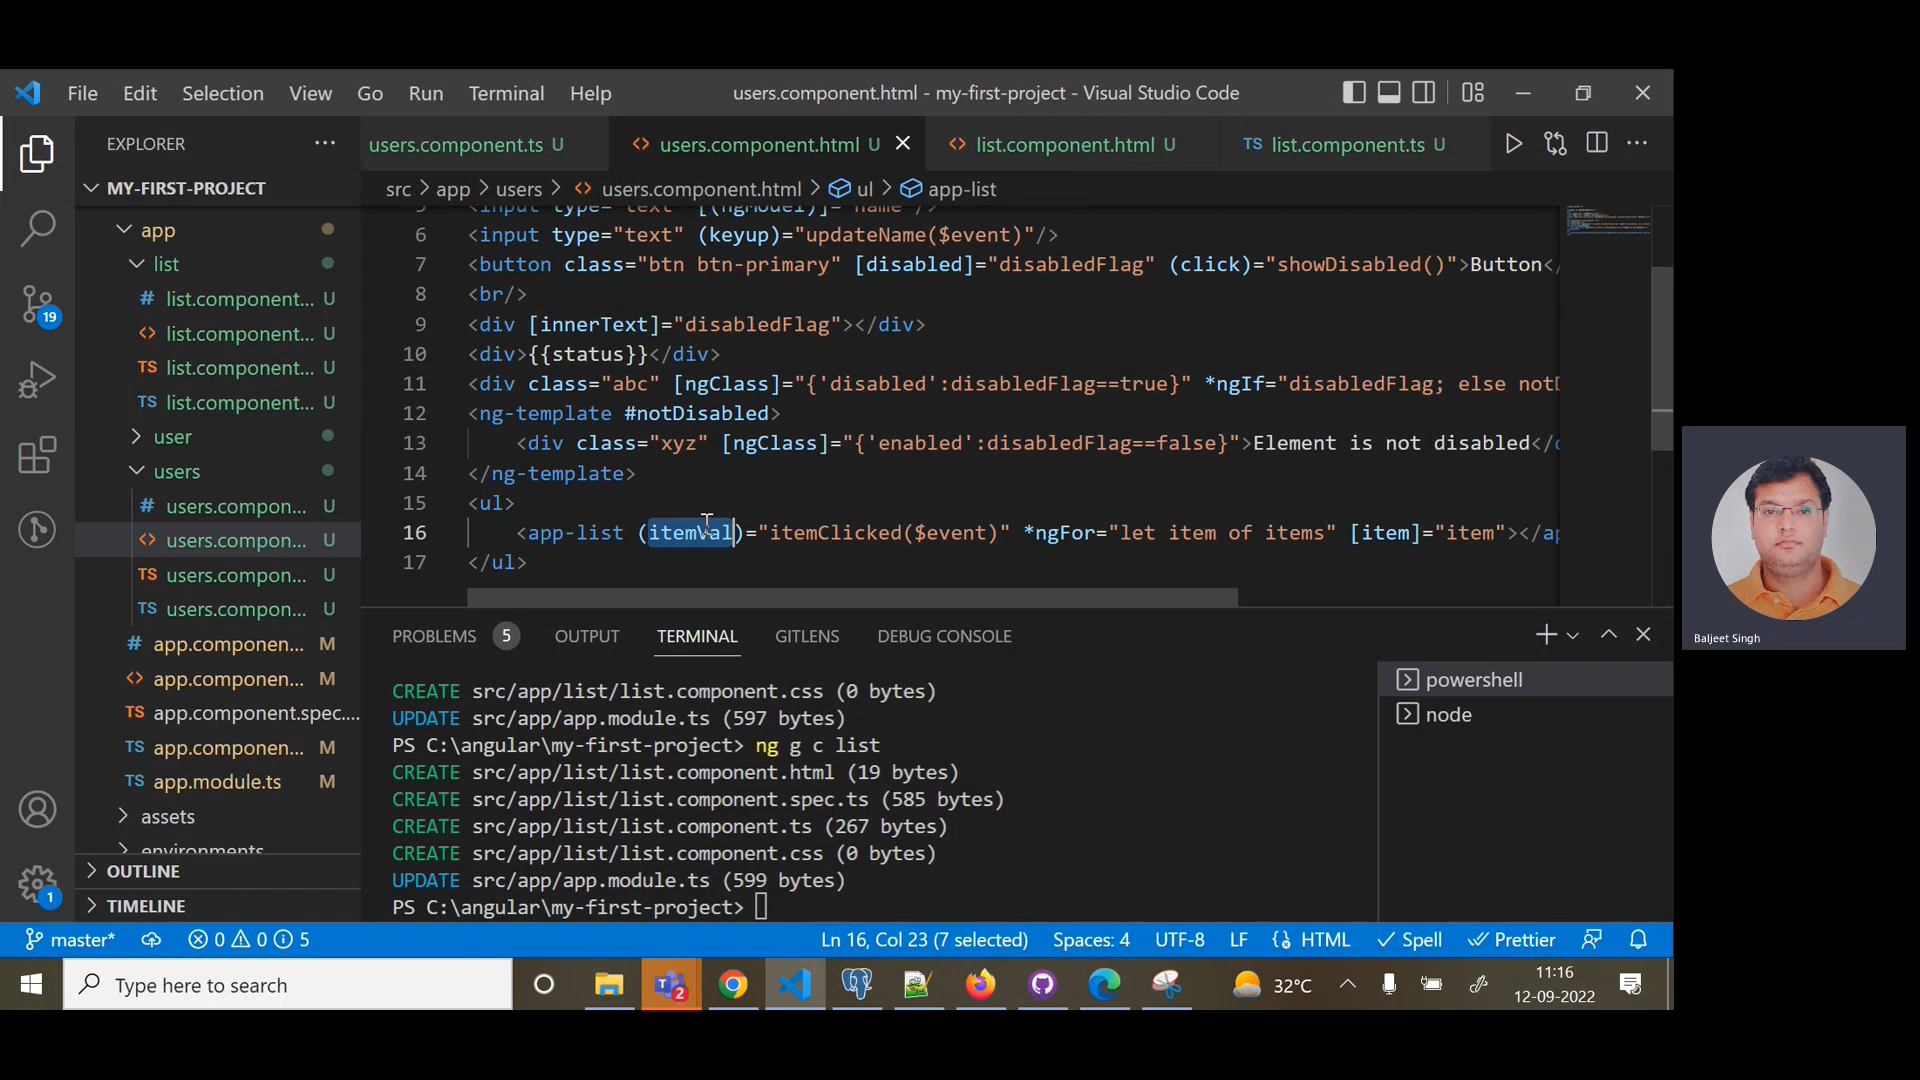 File Edit Selection View Go Run Terminal Help users.component.html - my-first-project - Visual Studio Code
EXPLORER
users.component.ts U users.component.html U list.component.html U TS list.component.ts U
MY-FIRST-PROJECT
src > app > users > users.component.html > ul > app-list
app
list
# list.component... U
list.component... U
TS list.component... U
TS list.component... U
user
users
# users.compon... U
users.compon... U
TS users.compon... U
TS users.compon... U
# app.componen... M
app.componen... M
TS app.component.spec....
TS app.componen... M
TS app.module.ts M
assets
environments
OUTLINE
TIMELINE
5 <input type="text" [(ngModel)]="name"/>
6 <input type="text" (keyup)="updateName($event)"/>
7 <button class="btn btn-primary" [disabled]="disabledFlag" (click)="showDisabled()">Button</
8 <br/>
9 <div [innerText]="disabledFlag"></div>
10 <div>{{status}}</div>
11 <div class="abc" [ngClass]="{'disabled':disabledFlag==true}" *ngIf="disabledFlag; else notD
12 <ng-template #notDisabled>
13 <div class="xyz" [ngClass]="{'enabled':disabledFlag==false}">Element is not disabled</d
14 </ng-template>
15 <ul>
16 <app-list (itemVal)="itemClicked($event)" *ngFor="let item of items" [item]="item"></ap
17 </ul>
PROBLEMS 5 OUTPUT TERMINAL GITLENS DEBUG CONSOLE
CREATE src/app/list/list.component.css (0 bytes)
UPDATE src/app/app.module.ts (597 bytes)
PS C:\angular\my-first-project> ng g c list
CREATE src/app/list/list.component.html (19 bytes)
CREATE src/app/list/list.component.spec.ts (585 bytes)
CREATE src/app/list/list.component.ts (267 bytes)
CREATE src/app/list/list.component.css (0 bytes)
UPDATE src/app/app.module.ts (599 bytes)
PS C:\angular\my-first-project>
powershell
node
19
1
Baljeet Singh
master* 0 0 5 Ln 16, Col 23 (7 selected) Spaces: 4 UTF-8 LF HTML Spell Prettier
Type here to search
2
32°C
11:16
12-09-2022